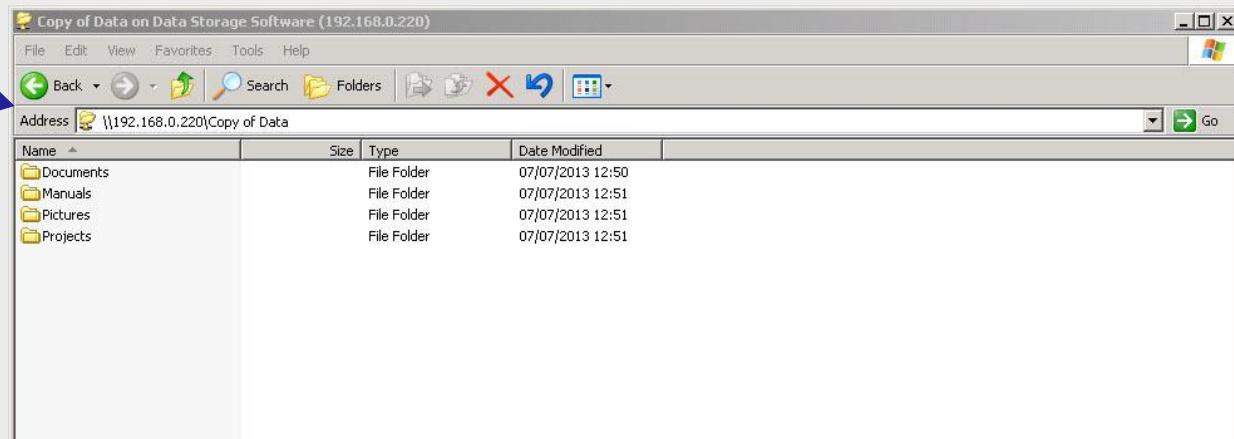 Copy of Data on Data Storage Software (192.168.0.220)
File Edit View Favorites Tools Help
Back Search Folders
Address \\192.168.0.220\Copy of Data Go
Name Size Type Date Modified
Documents File Folder 07/07/2013 12:50
Manuals File Folder 07/07/2013 12:51
Pictures File Folder 07/07/2013 12:51
Projects File Folder 07/07/2013 12:51